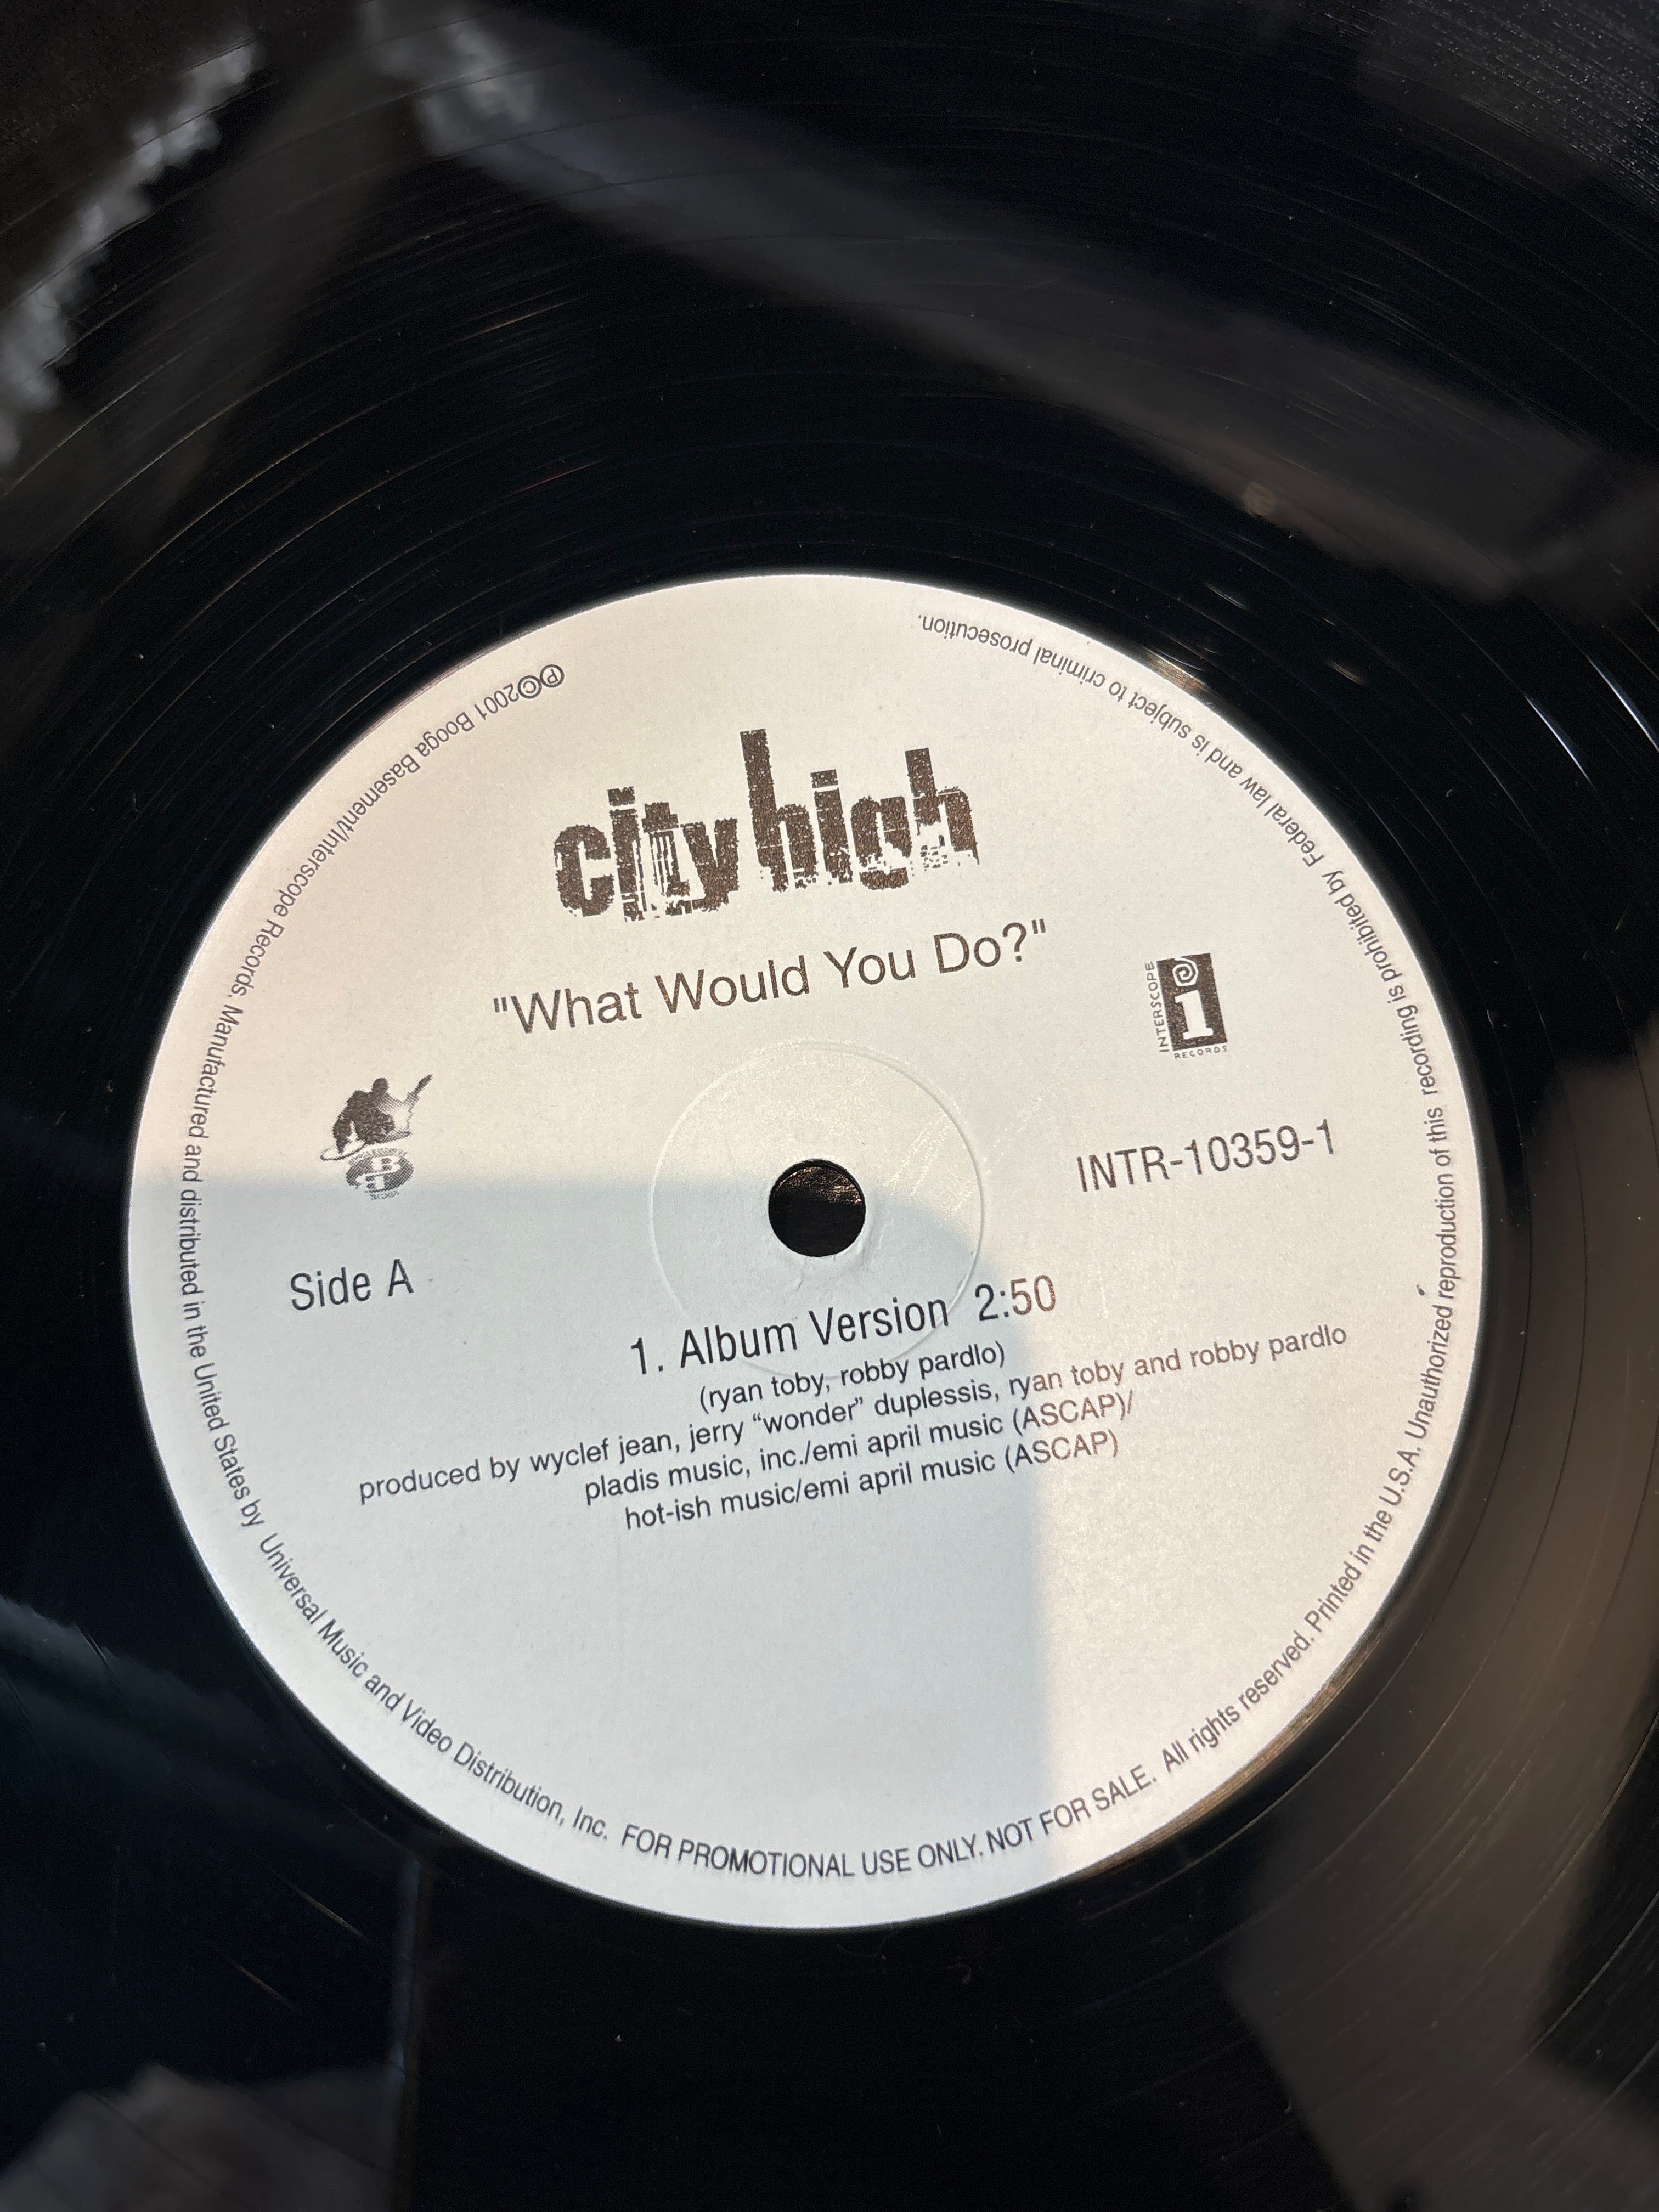 city high
"What Would You Do?"
INTERSCOPE
i
RECORDS
INTR-10359-1
Side A
1. Album Version 2:50
(ryan toby, robby pardlo)
produced by wyclef jean, jerry “wonder” duplessis, ryan toby and robby pardlo
pladis music, inc./emi april music (ASCAP)/
hot-ish music/emi april music (ASCAP)
℗©2001 Booga Basement/Interscope Records. Manufactured and distributed in the United States by Universal Music and Video Distribution, Inc. FOR PROMOTIONAL USE ONLY. NOT FOR SALE. All rights reserved. Printed in the U.S.A. Unauthorized reproduction of this recording is prohibited by Federal law and is subject to criminal prosecution.